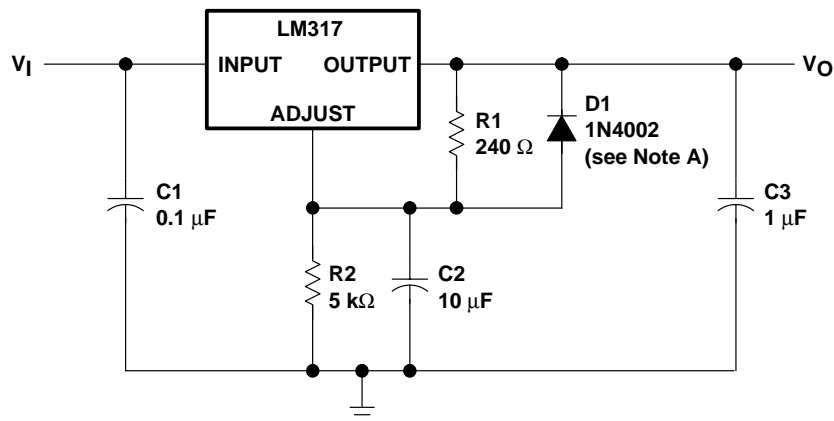 LM317
V_I
INPUT
OUTPUT
V_O
ADJUST
R1
240 Ω
D1
1N4002
(see Note A)
C1
0.1 µF
C3
1 µF
R2
5 kΩ
C2
10 µF